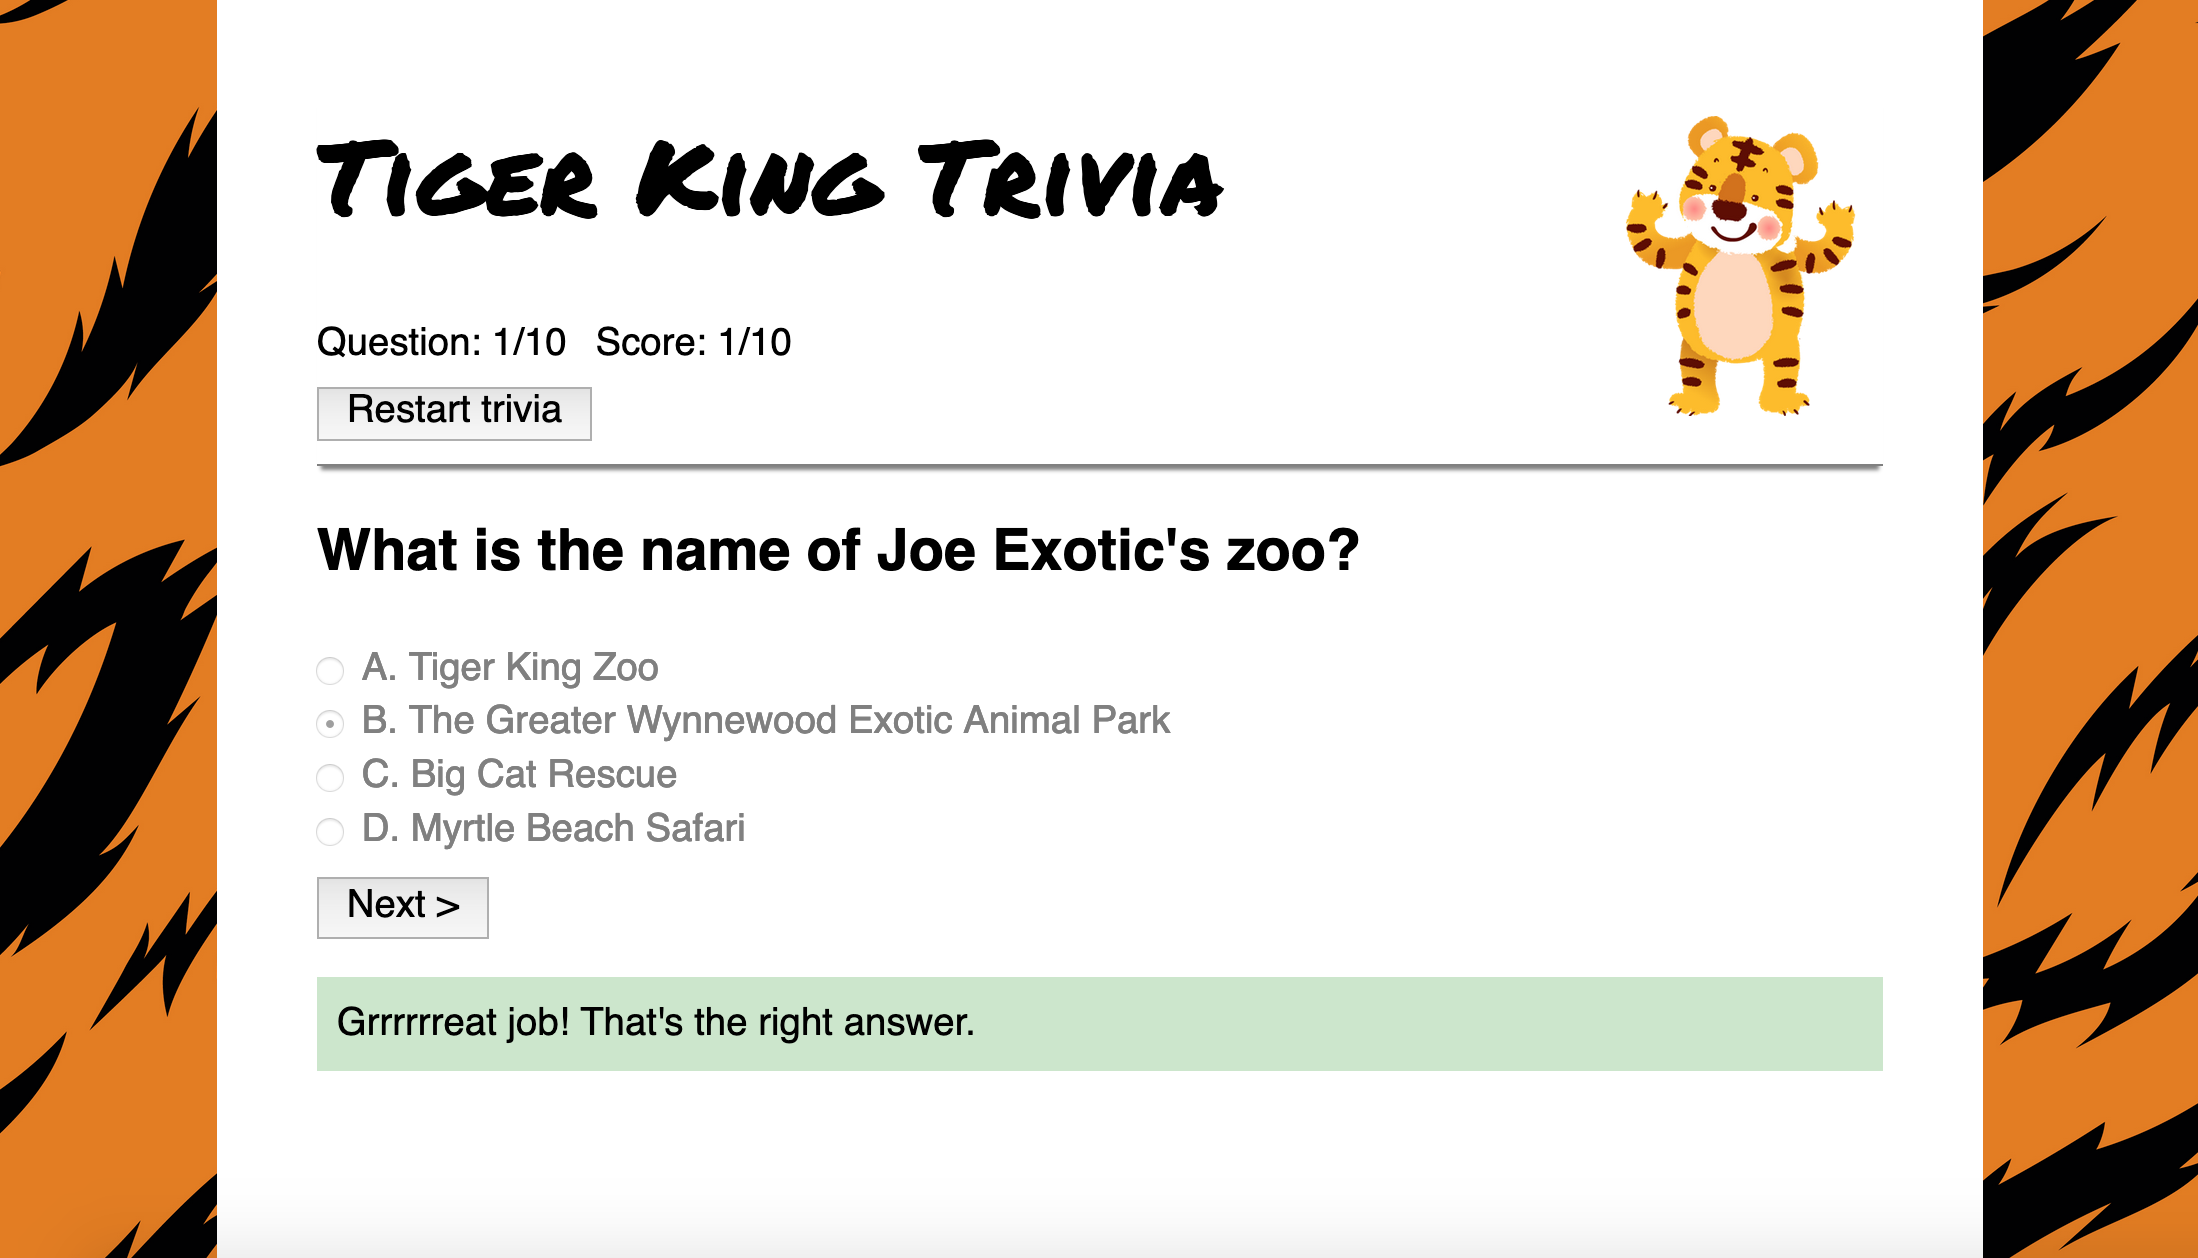 Tiger King Trivia
Question: 1/10 Score: 1/10
Restart trivia
What is the name of Joe Exotic's zoo?
A. Tiger King Zoo
B. The Greater Wynnewood Exotic Animal Park
C. Big Cat Rescue
D. Myrtle Beach Safari
Next >
Grrrrrreat job! That's the right answer.